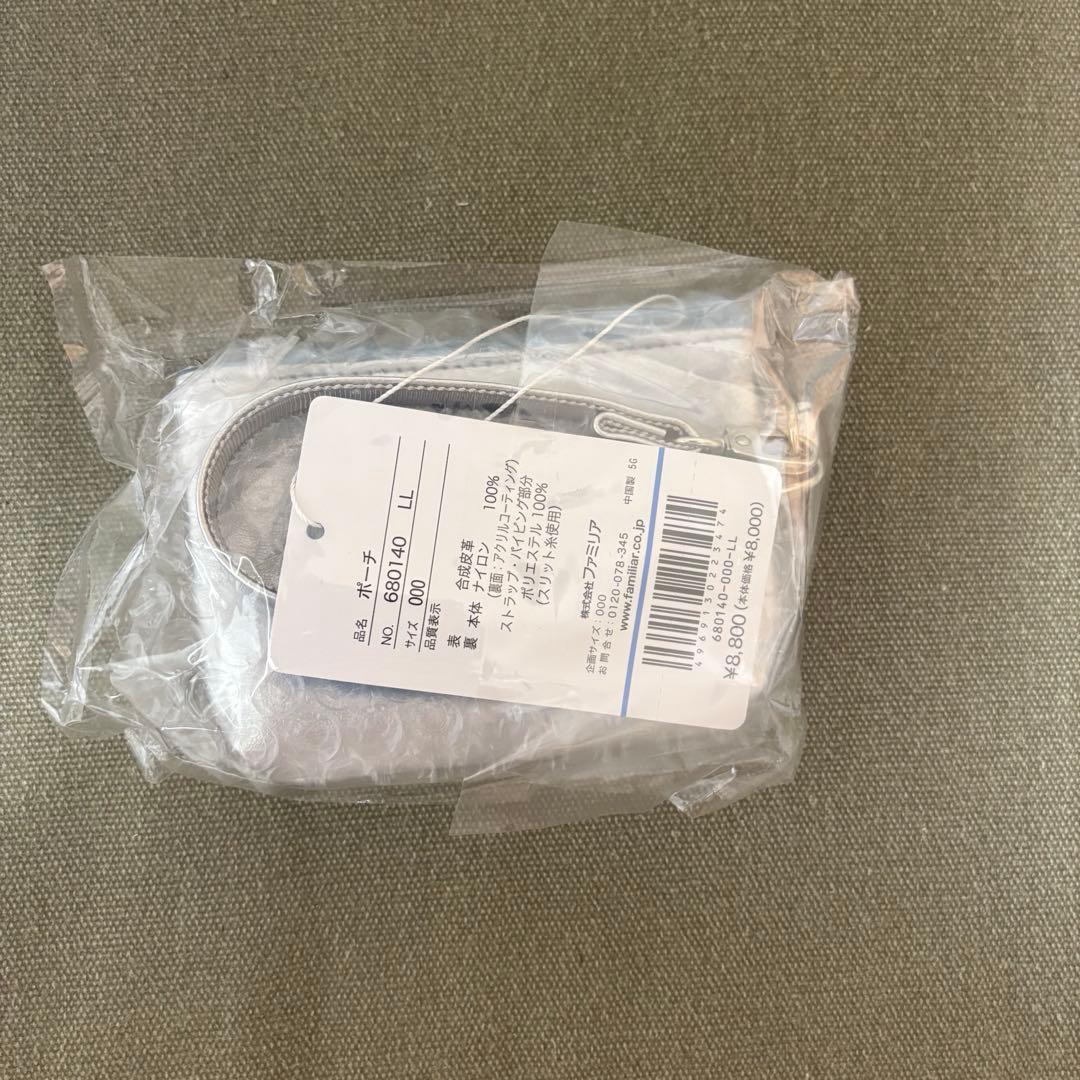 品名 ポーチ
NO. 680140 LL
サイズ 000
品質表示
表 合成皮革
裏 本体 ナイロン 100%
(裏面:アクリルコーティング)
ストラップ・パイピング部分
ポリエステル 100%
(スリット糸使用)
株式会社ファミリア
企画サイズ:000
お問合せ:0120-078-345
www.familiar.co.jp
中国製 5G
4969130223474
680140-000-LL
¥8,800(本体価格 ¥8,000)